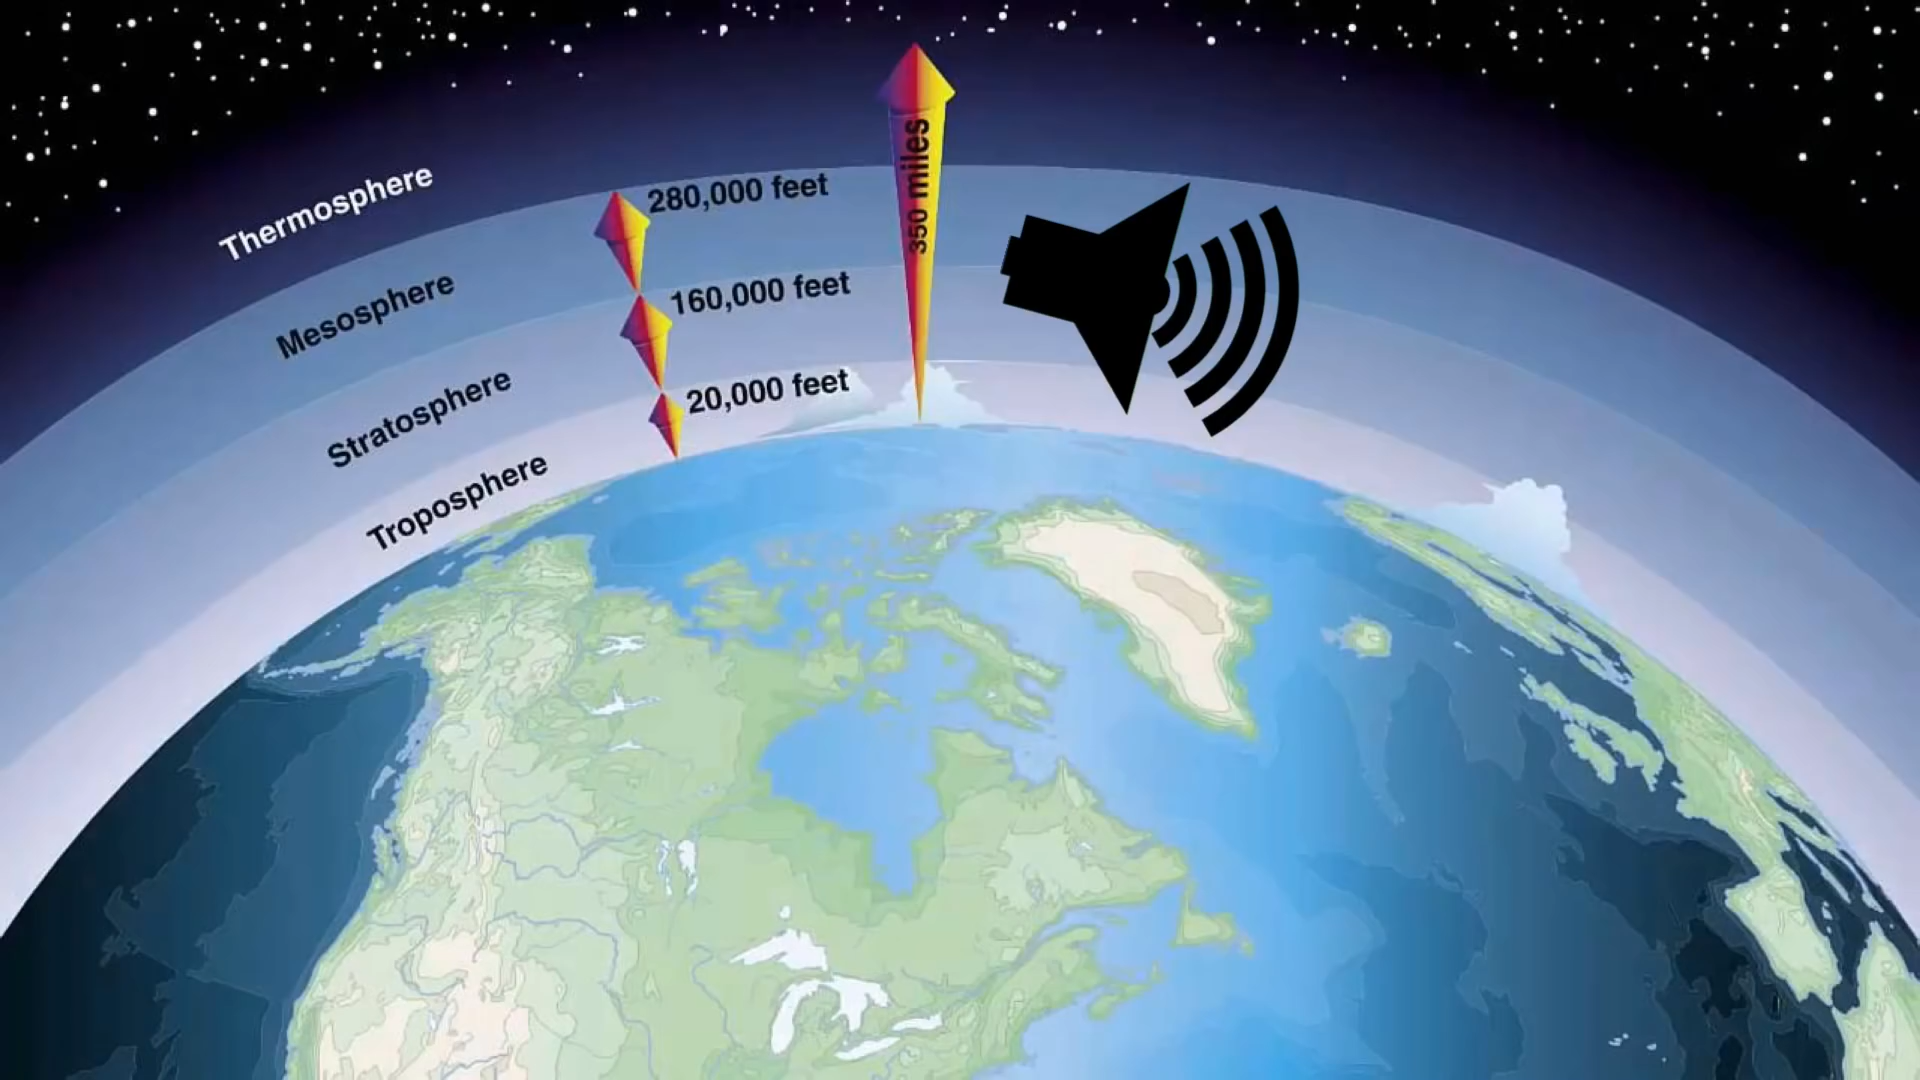 Thermosphere
280,000 feet
350 miles
Mesosphere
160,000 feet
Stratosphere
20,000 feet
Troposphere